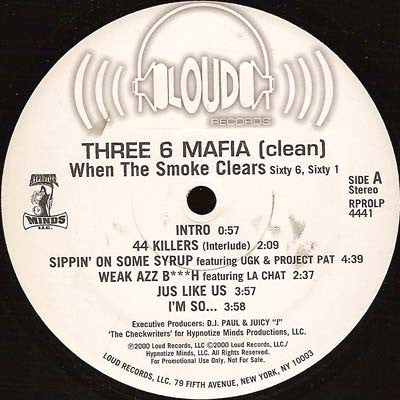 LOUD
RECORDS
THREE 6 MAFIA (clean)
When The Smoke Clears Sixty 6, Sixty 1
HYPNOTIZE
MINDS
LLC.
SIDE A
Stereo
RPROLP
4441
INTRO 0:57
44 KILLERS (Interlude) 2:09
SIPPIN' ON SOME SYRUP featuring UGK & PROJECT PAT 4:39
WEAK AZZ B***H featuring LA CHAT 2:37
JUS LIKE US 3:57
I'M SO... 3:58
Executive Producers: D.J. PAUL & JUICY "J"
'The Checkwriters' for Hypnotize Minds Productions, LLC.
℗2000 Loud Records, LLC ©2000 Loud Records, LLC./
Hypnotize Minds, LLC. All Rights Reserved.
For Promotional Use Only. Not For Sale.
LOUD RECORDS, LLC. 79 FIFTH AVENUE, NEW YORK, NY 10003